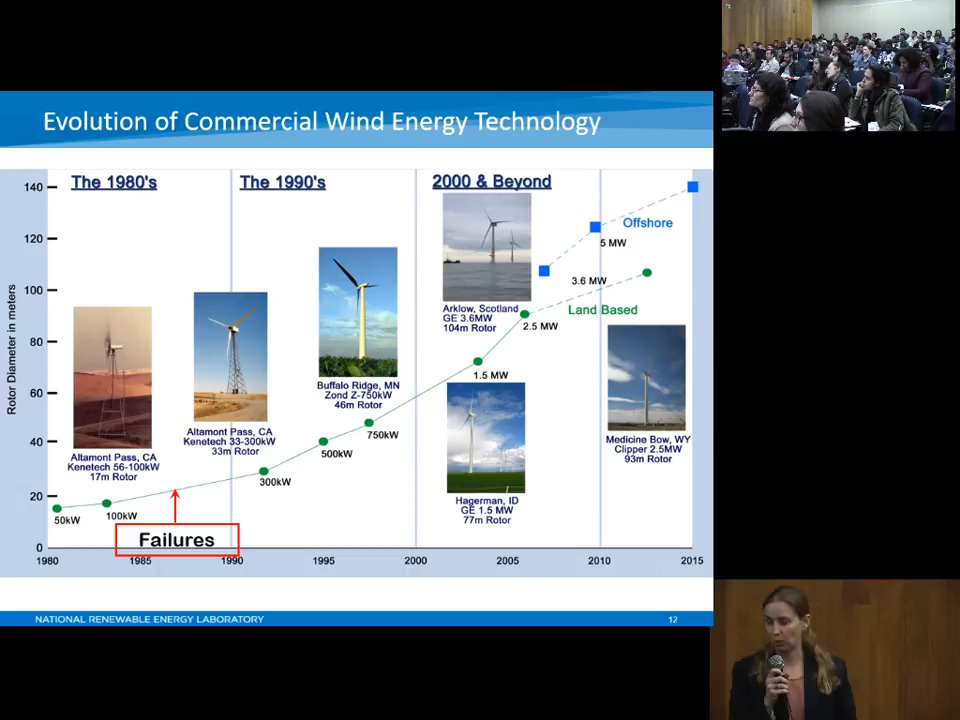 Evolution of Commercial Wind Energy Technology
The 1980's
The 1990's
2000 & Beyond
Rotor Diameter in meters
140
120
100
80
60
40
20
0
1980
1985
1990
1995
2000
2005
2010
2015
50kW
100kW
300kW
500kW
750kW
1.5 MW
2.5 MW
3.6 MW
5 MW
Offshore
Land Based
Altamont Pass, CA
Kenetech 56-100kW
17m Rotor
Altamont Pass, CA
Kenetech 33-300kW
33m Rotor
Buffalo Ridge, MN
Zond Z-750kW
46m Rotor
Arklow, Scotland
GE 3.6MW
104m Rotor
Hagerman, ID
GE 1.5 MW
77m Rotor
Medicine Bow, WY
Clipper 2.5MW
93m Rotor
Failures
NATIONAL RENEWABLE ENERGY LABORATORY
12